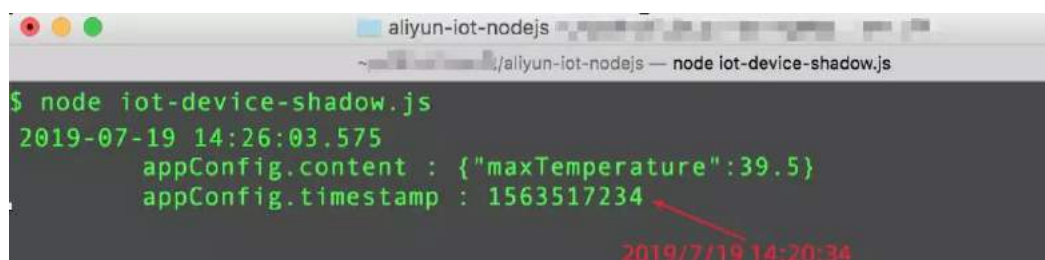 aliyun-iot-nodejs
/aliyun-iot-nodejs — node iot-device-shadow.js
$ node iot-device-shadow.js
2019-07-19 14:26:03.575
appConfig.content : {"maxTemperature":39.5}
appConfig.timestamp : 1563517234
2019/7/19 14:20:34